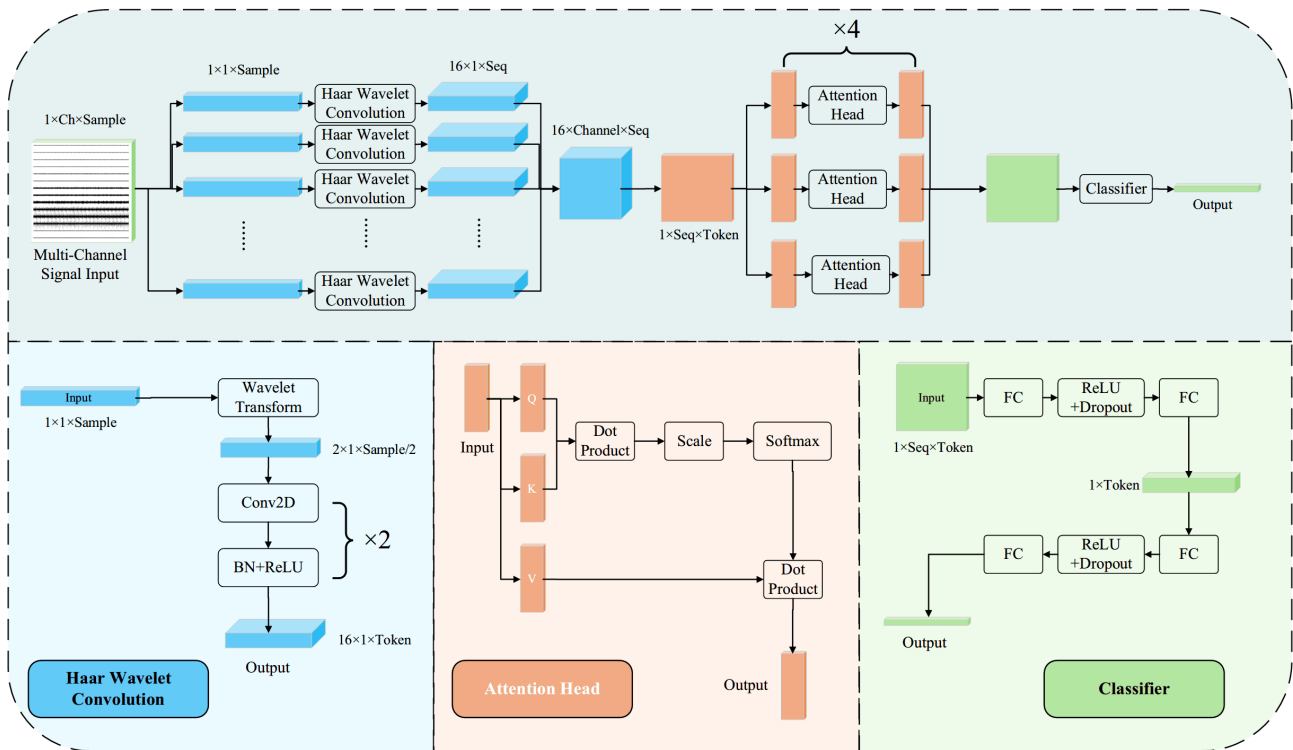 ×4
1×1×Sample
16×1×Seq
1×Ch×Sample
Haar Wavelet
Convolution
Haar Wavelet
Convolution
Haar Wavelet
Convolution
Haar Wavelet
Convolution
Multi-Channel
Signal Input
16×Channel×Seq
1×Seq×Token
Attention
Head
Attention
Head
Attention
Head
Classifier
Output
Input
1×1×Sample
Wavelet
Transform
2×1×Sample/2
Conv2D
×2
BN+ReLU
16×1×Token
Output
Haar Wavelet
Convolution
Input
Q
K
V
Dot
Product
Scale
Softmax
Dot
Product
Output
Attention Head
Input
1×Seq×Token
FC
ReLU
+Dropout
FC
1×Token
FC
ReLU
+Dropout
FC
Output
Classifier